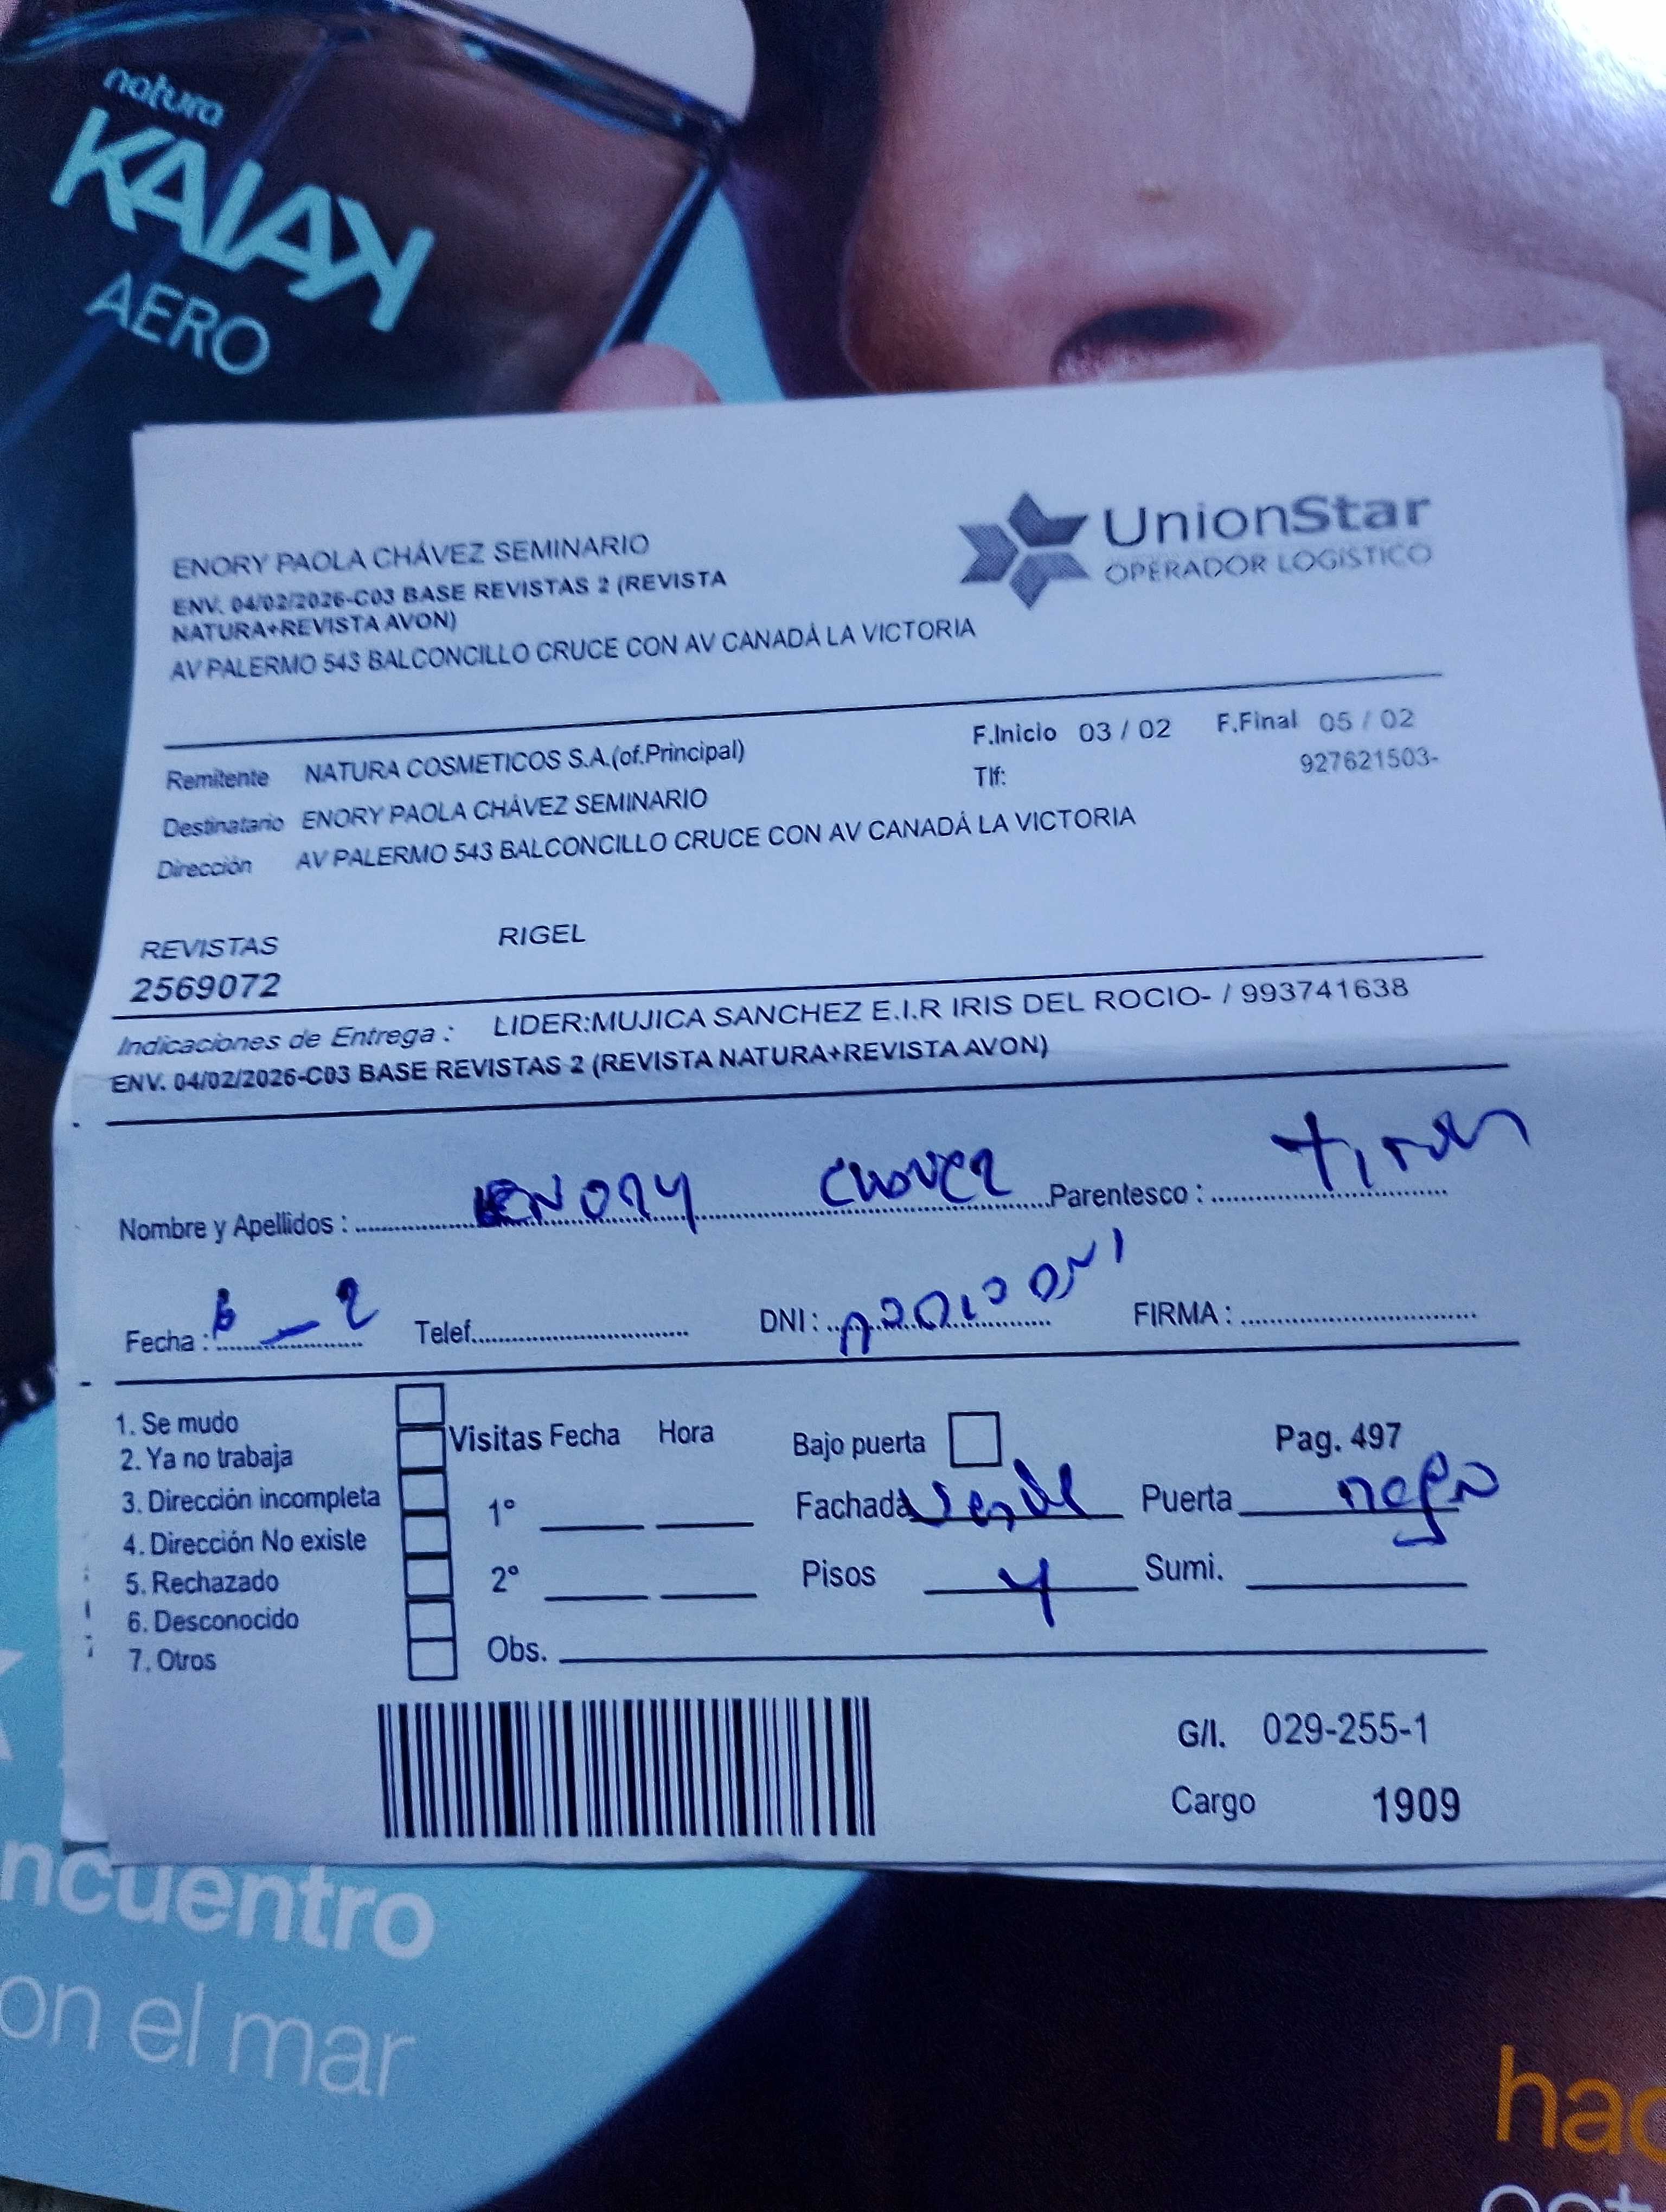 natura
KAIAK
AERO
UnionStar
OPERADOR LOGISTICO
ENORY PAOLA CHÁVEZ SEMINARIO
ENV. 04/02/2026-C03 BASE REVISTAS 2 (REVISTA
NATURA+REVISTA AVON)
AV PALERMO 543 BALCONCILLO CRUCE CON AV CANADÁ LA VICTORIA
Remitente NATURA COSMETICOS S.A.(of.Principal) F.Inicio 03 / 02 F.Final 05 / 02
Destinatario ENORY PAOLA CHÁVEZ SEMINARIO Tlf: 927621503-
Dirección AV PALERMO 543 BALCONCILLO CRUCE CON AV CANADÁ LA VICTORIA
REVISTAS RIGEL
2569072
Indicaciones de Entrega : LIDER:MUJICA SANCHEZ E.I.R IRIS DEL ROCIO- / 993741638
ENV. 04/02/2026-C03 BASE REVISTAS 2 (REVISTA NATURA+REVISTA AVON)
Nombre y Apellidos : ENORY CHAVEZ Parentesco :
Fecha : Telef. DNI : FIRMA :
1. Se mudo
2. Ya no trabaja
3. Dirección incompleta
4. Dirección No existe
5. Rechazado
6. Desconocido
7. Otros
Visitas Fecha Hora Bajo puerta Pag. 497
1° Fachada Verde Puerta negra
2° Pisos 4 Sumi.
Obs.
G/I. 029-255-1
Cargo 1909
ncuentro
on el mar
hac